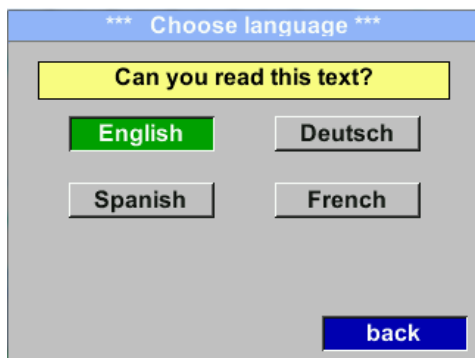 *** Choose language ***
Can you read this text?
English Deutsch
Spanish French
back